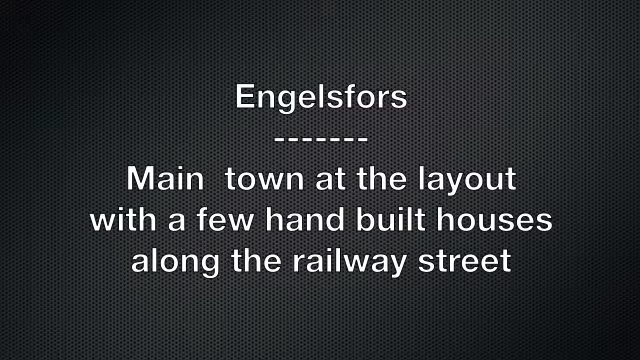 Engelsfors
-------
Main  town at the layout
with a few hand built houses
along the railway street